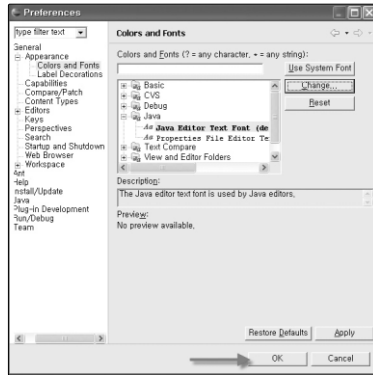 Preferences
type filter text
General
Appearance
Colors and Fonts
Label Decorations
Capabilities
Compare/Patch
Content Types
Editors
Keys
Perspectives
Search
Startup and Shutdown
Web Browser
Workspace
Ant
Help
Install/Update
Java
Plug-in Development
Run/Debug
Team
Colors and Fonts
Colors and Fonts (? = any character, * = any string):
Use System Font
Basic
CVS
Debug
Java
Aa Java Editor Text Font (de
Aa Properties File Editor Te
Text Compare
View and Editor Folders
Change...
Reset
Description:
The Java editor text font is used by Java editors,
Preview:
No preview available,
Restore Defaults
Apply
OK
Cancel